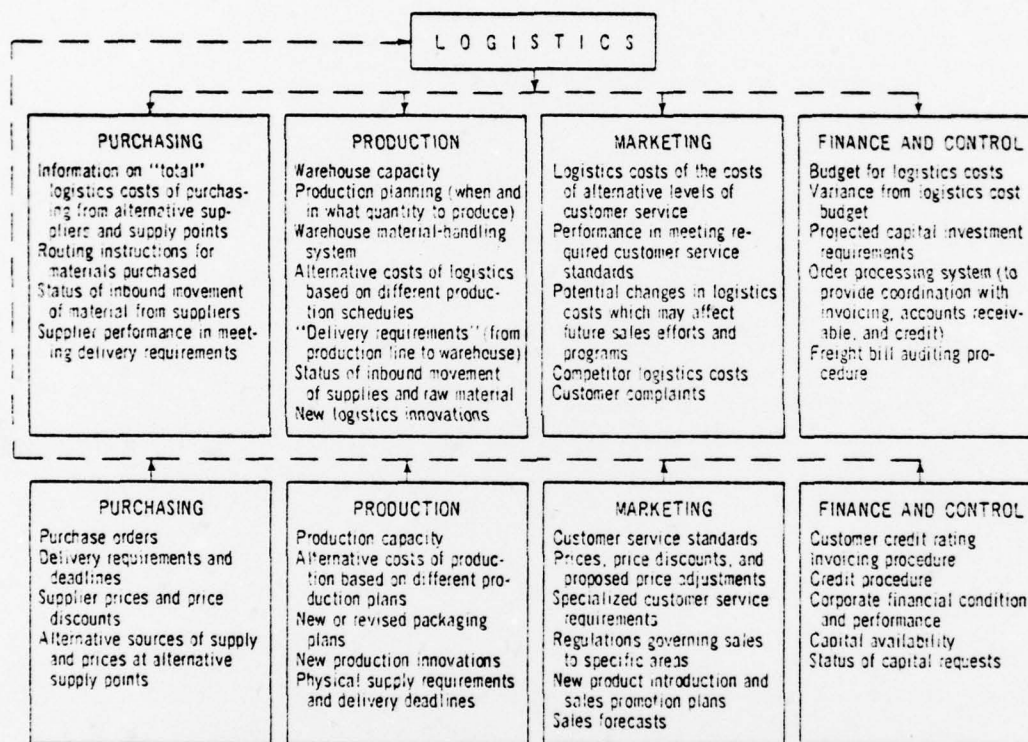 LOGISTICS
PURCHASING
Information on "total"
logistics costs of purchas-
ing from alternative sup-
pliers and supply points
Routing instructions for
materials purchased
Status of inbound movement
of material from suppliers
Supplier performance in meet-
ing delivery requirements
PRODUCTION
Warehouse capacity
Production planning (when and
in what quantity to produce)
Warehouse material-handling
system
Alternative costs of logistics
based on different produc-
tion schedules
"Delivery requirements" (from
production line to warehouse)
Status of inbound movement
of supplies and raw material
New logistics innovations
MARKETING
Logistics costs of the costs
of alternative levels of
customer service
Performance in meeting re-
quired customer service
standards
Potential changes in logistics
costs which may affect
future sales efforts and
programs
Competitor logistics costs
Customer complaints
FINANCE AND CONTROL
Budget for logistics costs
Variance from logistics cost
budget
Projected capital investment
requirements
Order processing system (to
provide coordination with
invoicing, accounts receiv-
able, and credit)
Freight bill auditing pro-
cedure
PURCHASING
Purchase orders
Delivery requirements and
deadlines
Supplier prices and price
discounts
Alternative sources of supply
and prices at alternative
supply points
PRODUCTION
Production capacity
Alternative costs of produc-
tion based on different pro-
duction plans
New or revised packaging
plans
New production innovations
Physical supply requirements
and delivery deadlines
MARKETING
Customer service standards
Prices, price discounts, and
proposed price adjustments
Specialized customer service
requirements
Regulations governing sales
to specific areas
New product introduction and
sales promotion plans
Sales forecasts
FINANCE AND CONTROL
Customer credit rating
Invoicing procedure
Credit procedure
Corporate financial condition
and performance
Capital availability
Status of capital requests